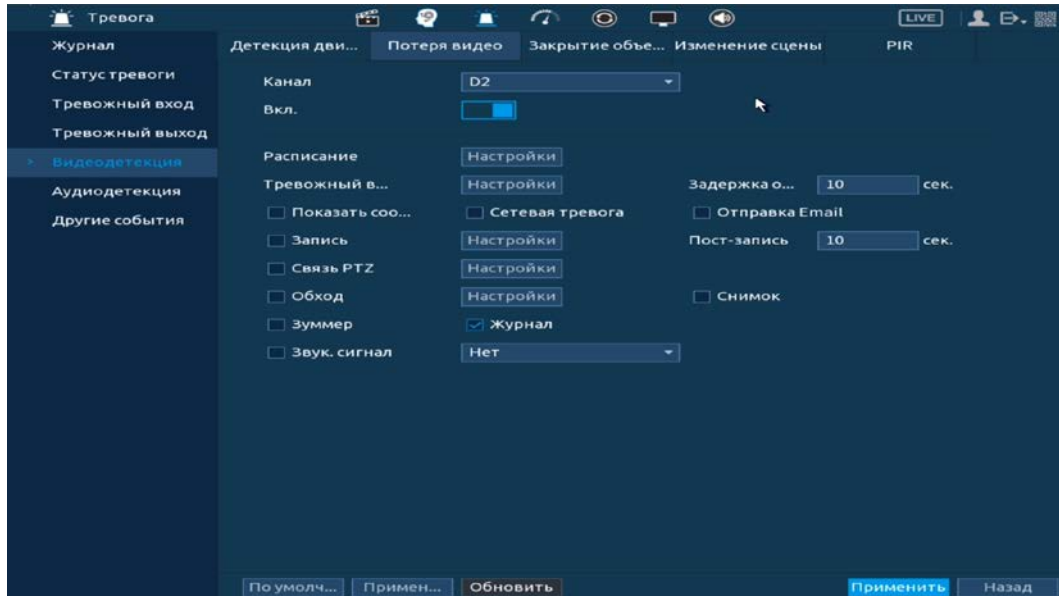 Тревога LIVE
Журнал
Статус тревоги
Тревожный вход
Тревожный выход
Видеодетекция
Аудиодетекция
Другие события
Детекция дви... Потеря видео Закрытие объе... Изменение сцены PIR
Канал D2
Вкл.
Расписание Настройки
Тревожный в... Настройки Задержка о... 10 сек.
Показать соо... Сетевая тревога Отправка Email
Запись Настройки Пост-запись 10 сек.
Связь PTZ Настройки
Обход Настройки Снимок
Зуммер Журнал
Звук. сигнал Нет
По умолч... Примен... Обновить Применить Назад